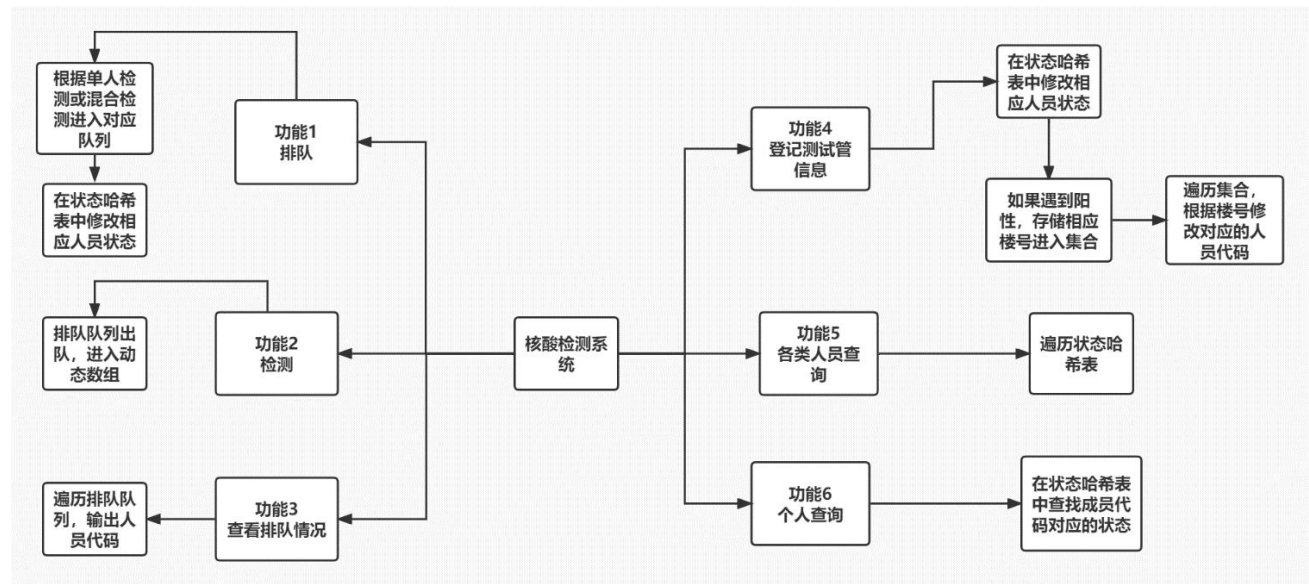 根据单人检
测或混合检
测进入对应
队列
在状态哈希
表中修改相
应人员状态
功能1
排队
排队队列出
队，进入动
态数组
功能2
检测
遍历排队队
列，输出人
员代码
功能3
查看排队情况
核酸检测系
统
功能4
登记测试管
信息
在状态哈希
表中修改相
应人员状态
如果遇到阳
性，存储相应
楼号进入集合
遍历集合，
根据楼号修
改对应的人
员代码
功能5
各类人员查
询
遍历状态哈
希表
功能6
个人查询
在状态哈希表
中查找成员代
码对应的状态